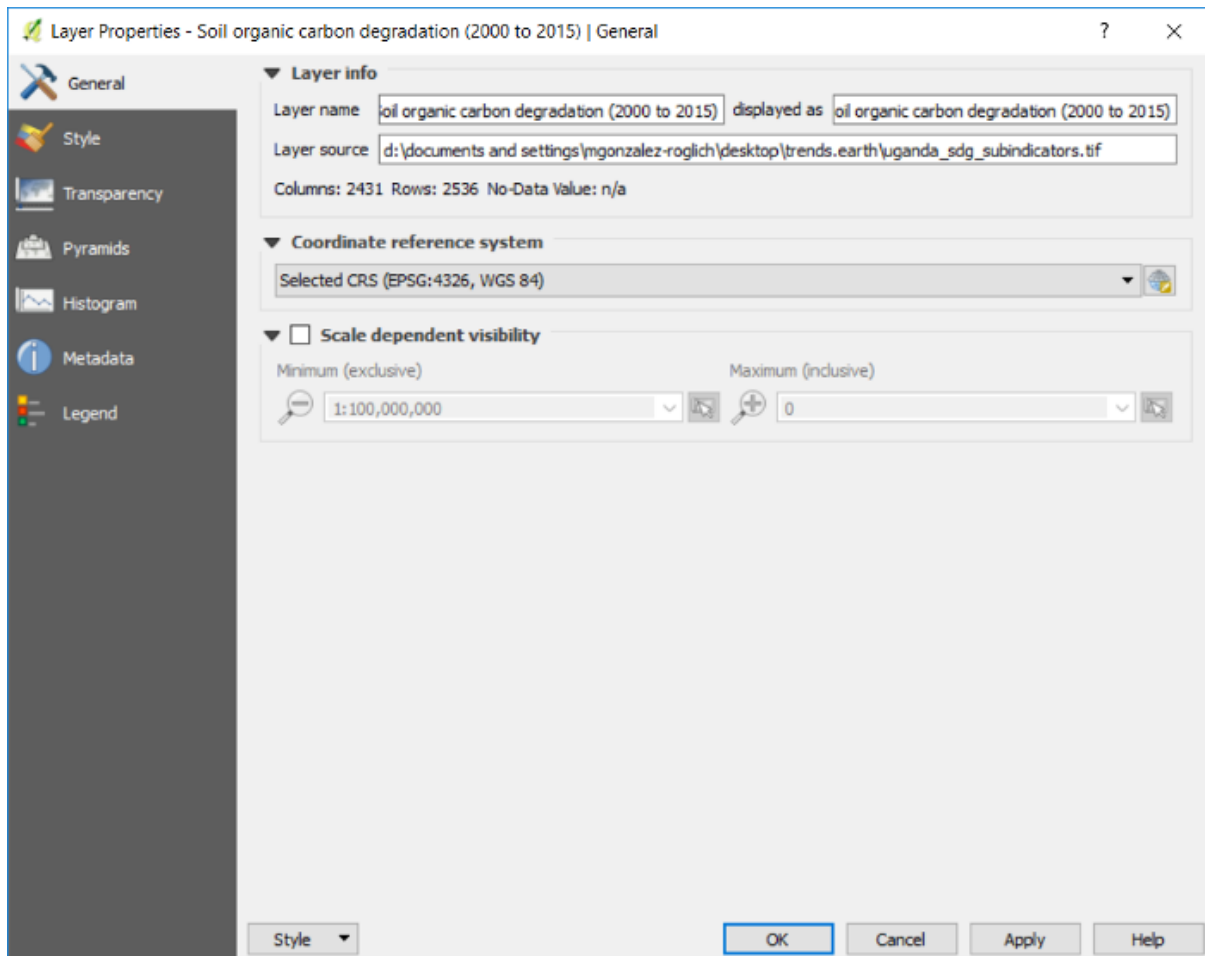 Layer Properties - Soil organic carbon degradation (2000 to 2015) | General
General
Style
Transparency
Pyramids
Histogram
Metadata
Legend
Layer info
Layer name oil organic carbon degradation (2000 to 2015) displayed as oil organic carbon degradation (2000 to 2015)
Layer source d:\documents and settings\mgonzalez-roglich\desktop\trends.earth\uganda_sdg_subindicators.tif
Columns: 2431 Rows: 2536 No-Data Value: n/a
Coordinate reference system
Selected CRS (EPSG:4326, WGS 84)
Scale dependent visibility
Minimum (exclusive) Maximum (inclusive)
1:100,000,000 0
Style OK Cancel Apply Help